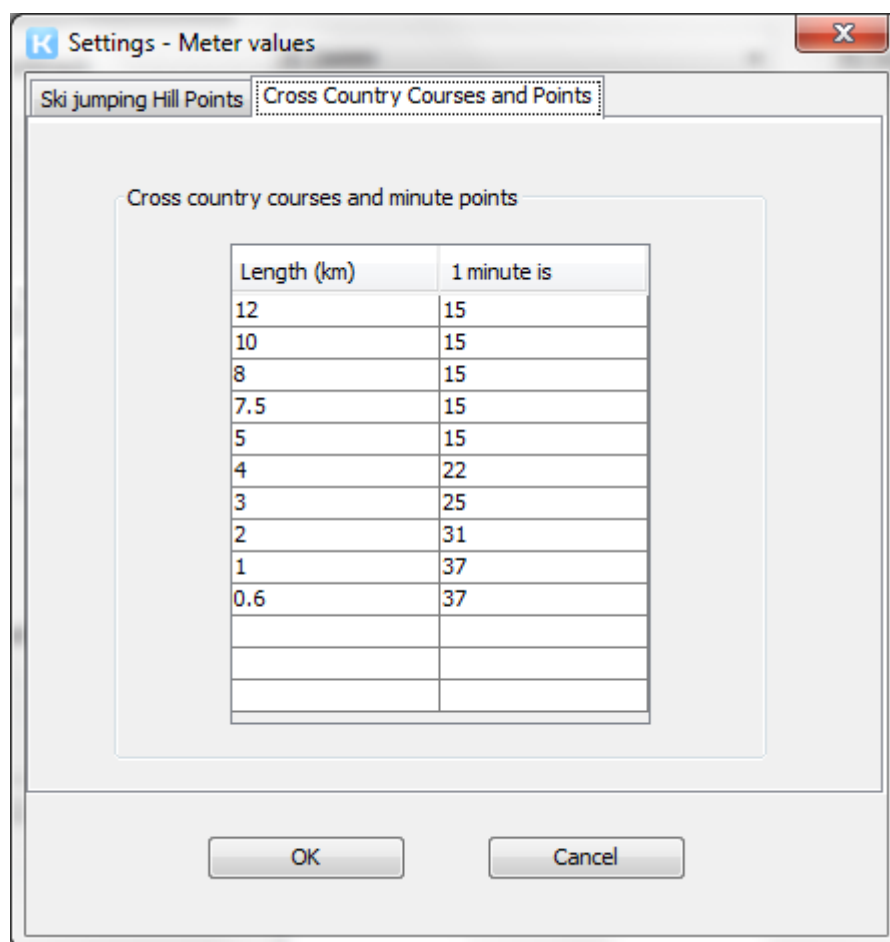 K Settings - Meter values
Ski jumping Hill Points Cross Country Courses and Points
Cross country courses and minute points
Length (km) 1 minute is
12 15
10 15
8 15
7.5 15
5 15
4 22
3 25
2 31
1 37
0.6 37
OK Cancel